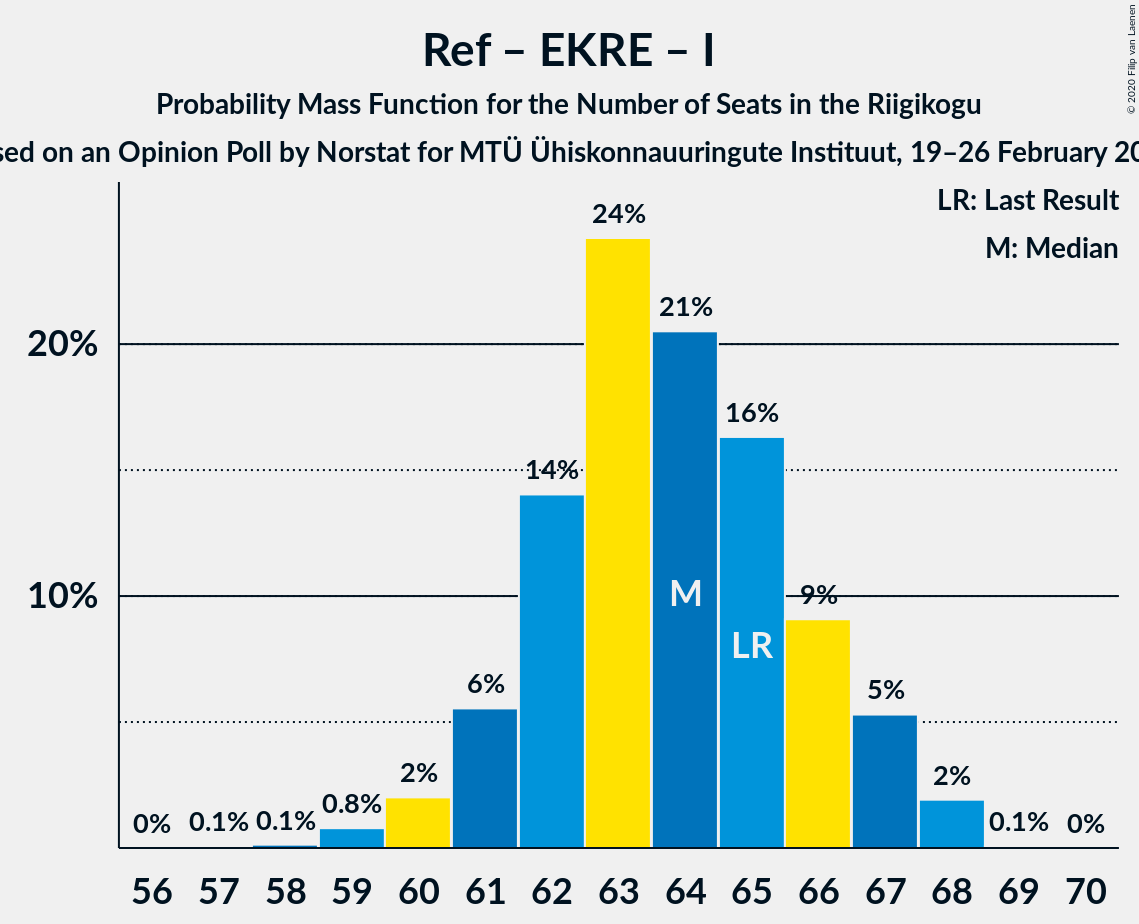 Ref – EKRE – I
Probability Mass Function for the Number of Seats in the Riigikogu
on an Opinion Poll by Norstat for MTÜ Ühiskonnauuringute Instituut, 19–26 February
© 2020 Filip van Laenen
LR: Last Result
M: Median
20%
10%
0% 0.1% 0.1% 0.8% 2% 6% 14% 24% 21% 16% 9% 5% 2% 0.1% 0%
M
LR
56 57 58 59 60 61 62 63 64 65 66 67 68 69 70